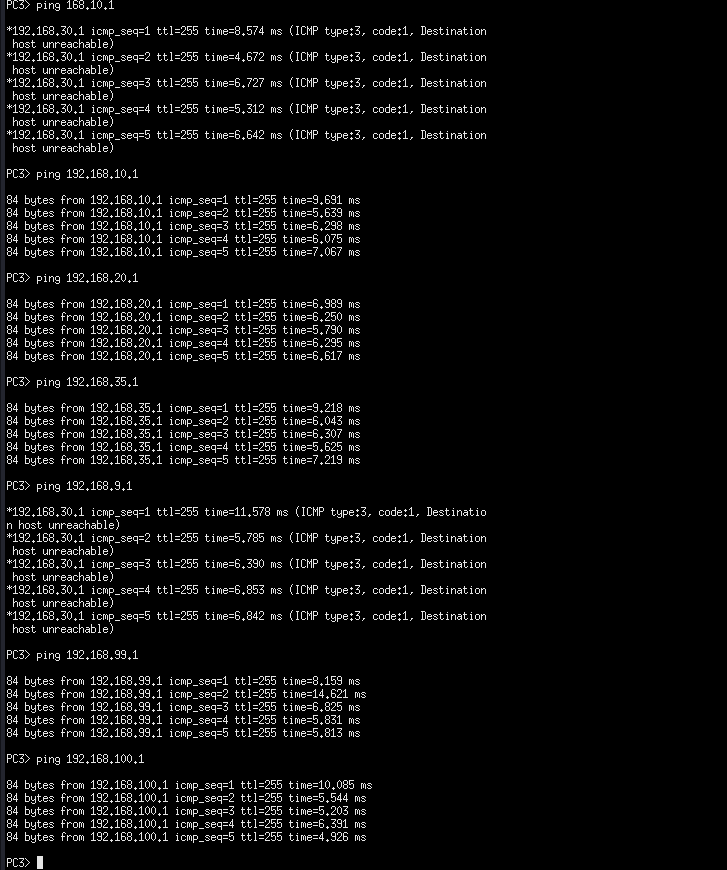 PC3> ping 168.10.1
*192.168.30.1 icmp_seq=1 ttl=255 time=8.574 ms (ICMP type:3, code:1, Destination
 host unreachable)
*192.168.30.1 icmp_seq=2 ttl=255 time=4.672 ms (ICMP type:3, code:1, Destination
 host unreachable)
*192.168.30.1 icmp_seq=3 ttl=255 time=6.727 ms (ICMP type:3, code:1, Destination
 host unreachable)
*192.168.30.1 icmp_seq=4 ttl=255 time=5.312 ms (ICMP type:3, code:1, Destination
 host unreachable)
*192.168.30.1 icmp_seq=5 ttl=255 time=6.642 ms (ICMP type:3, code:1, Destination
 host unreachable)
PC3> ping 192.168.10.1
84 bytes from 192.168.10.1 icmp_seq=1 ttl=255 time=9.691 ms
84 bytes from 192.168.10.1 icmp_seq=2 ttl=255 time=5.639 ms
84 bytes from 192.168.10.1 icmp_seq=3 ttl=255 time=6.298 ms
84 bytes from 192.168.10.1 icmp_seq=4 ttl=255 time=6.075 ms
84 bytes from 192.168.10.1 icmp_seq=5 ttl=255 time=7.067 ms
PC3> ping 192.168.20.1
84 bytes from 192.168.20.1 icmp_seq=1 ttl=255 time=6.989 ms
84 bytes from 192.168.20.1 icmp_seq=2 ttl=255 time=6.250 ms
84 bytes from 192.168.20.1 icmp_seq=3 ttl=255 time=5.790 ms
84 bytes from 192.168.20.1 icmp_seq=4 ttl=255 time=6.295 ms
84 bytes from 192.168.20.1 icmp_seq=5 ttl=255 time=6.617 ms
PC3> ping 192.168.35.1
84 bytes from 192.168.35.1 icmp_seq=1 ttl=255 time=9.218 ms
84 bytes from 192.168.35.1 icmp_seq=2 ttl=255 time=6.043 ms
84 bytes from 192.168.35.1 icmp_seq=3 ttl=255 time=6.307 ms
84 bytes from 192.168.35.1 icmp_seq=4 ttl=255 time=5.625 ms
84 bytes from 192.168.35.1 icmp_seq=5 ttl=255 time=7.219 ms
PC3> ping 192.168.9.1
*192.168.30.1 icmp_seq=1 ttl=255 time=11.578 ms (ICMP type:3, code:1, Destinatio
n host unreachable)
*192.168.30.1 icmp_seq=2 ttl=255 time=5.785 ms (ICMP type:3, code:1, Destination
 host unreachable)
*192.168.30.1 icmp_seq=3 ttl=255 time=6.390 ms (ICMP type:3, code:1, Destination
 host unreachable)
*192.168.30.1 icmp_seq=4 ttl=255 time=6.853 ms (ICMP type:3, code:1, Destination
 host unreachable)
*192.168.30.1 icmp_seq=5 ttl=255 time=6.842 ms (ICMP type:3, code:1, Destination
 host unreachable)
PC3> ping 192.168.99.1
84 bytes from 192.168.99.1 icmp_seq=1 ttl=255 time=8.159 ms
84 bytes from 192.168.99.1 icmp_seq=2 ttl=255 time=14.621 ms
84 bytes from 192.168.99.1 icmp_seq=3 ttl=255 time=6.825 ms
84 bytes from 192.168.99.1 icmp_seq=4 ttl=255 time=5.831 ms
84 bytes from 192.168.99.1 icmp_seq=5 ttl=255 time=5.813 ms
PC3> ping 192.168.100.1
84 bytes from 192.168.100.1 icmp_seq=1 ttl=255 time=10.085 ms
84 bytes from 192.168.100.1 icmp_seq=2 ttl=255 time=5.544 ms
84 bytes from 192.168.100.1 icmp_seq=3 ttl=255 time=5.203 ms
84 bytes from 192.168.100.1 icmp_seq=4 ttl=255 time=6.391 ms
84 bytes from 192.168.100.1 icmp_seq=5 ttl=255 time=4.926 ms
PC3>